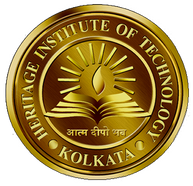 HERITAGE INSTITUTE OF TECHNOLOGY
आत्म दीपो भव
• KOLKATA •